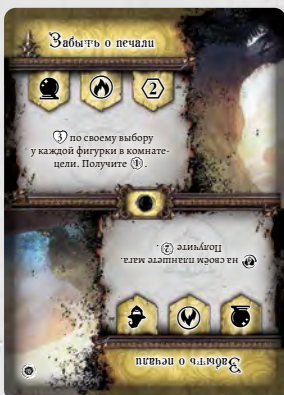 Забыть о печали
2
3 по своему выбору
у каждой фигурки в комнате-
цели. Получите 1.
на своём планшете мага.
Получите 2.
Забыть о печали